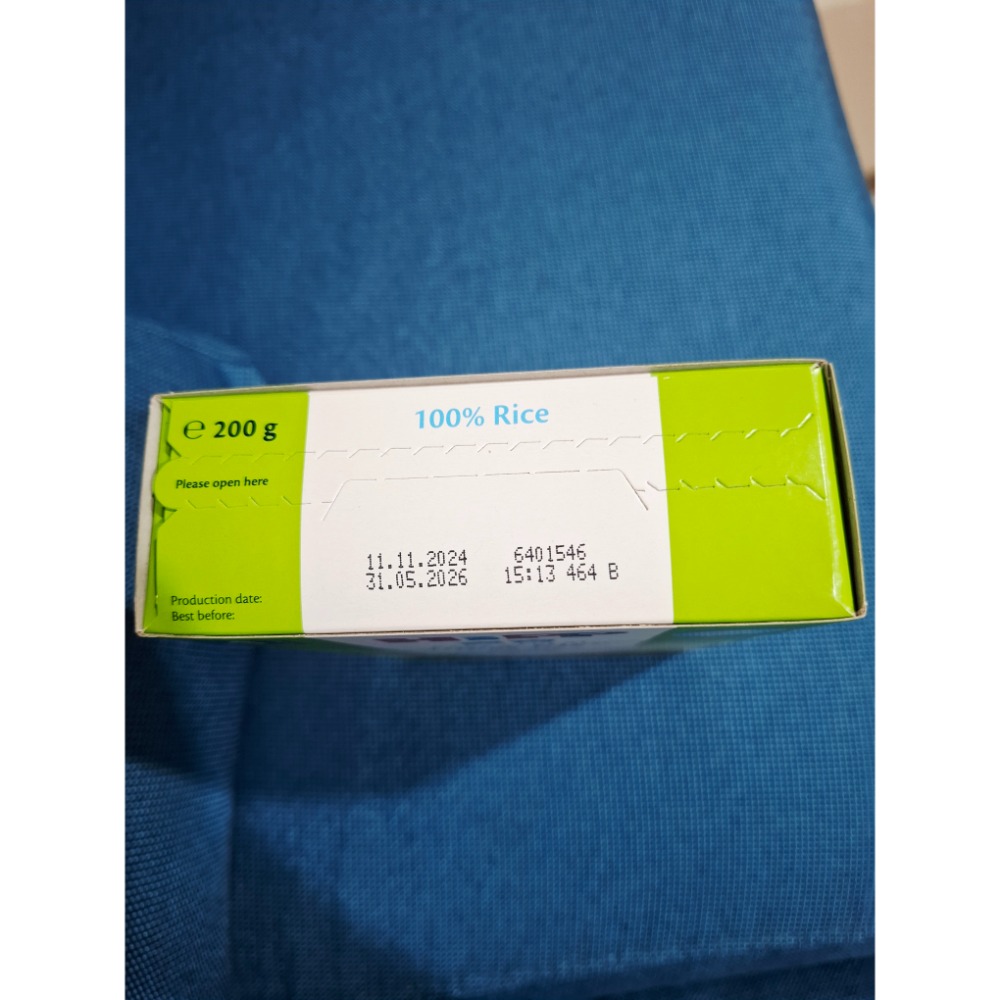 ℮ 200 g
100% Rice
Please open here
11.11.2024 6401546
31.05.2026 15:13 464 B
Production date:
Best before: